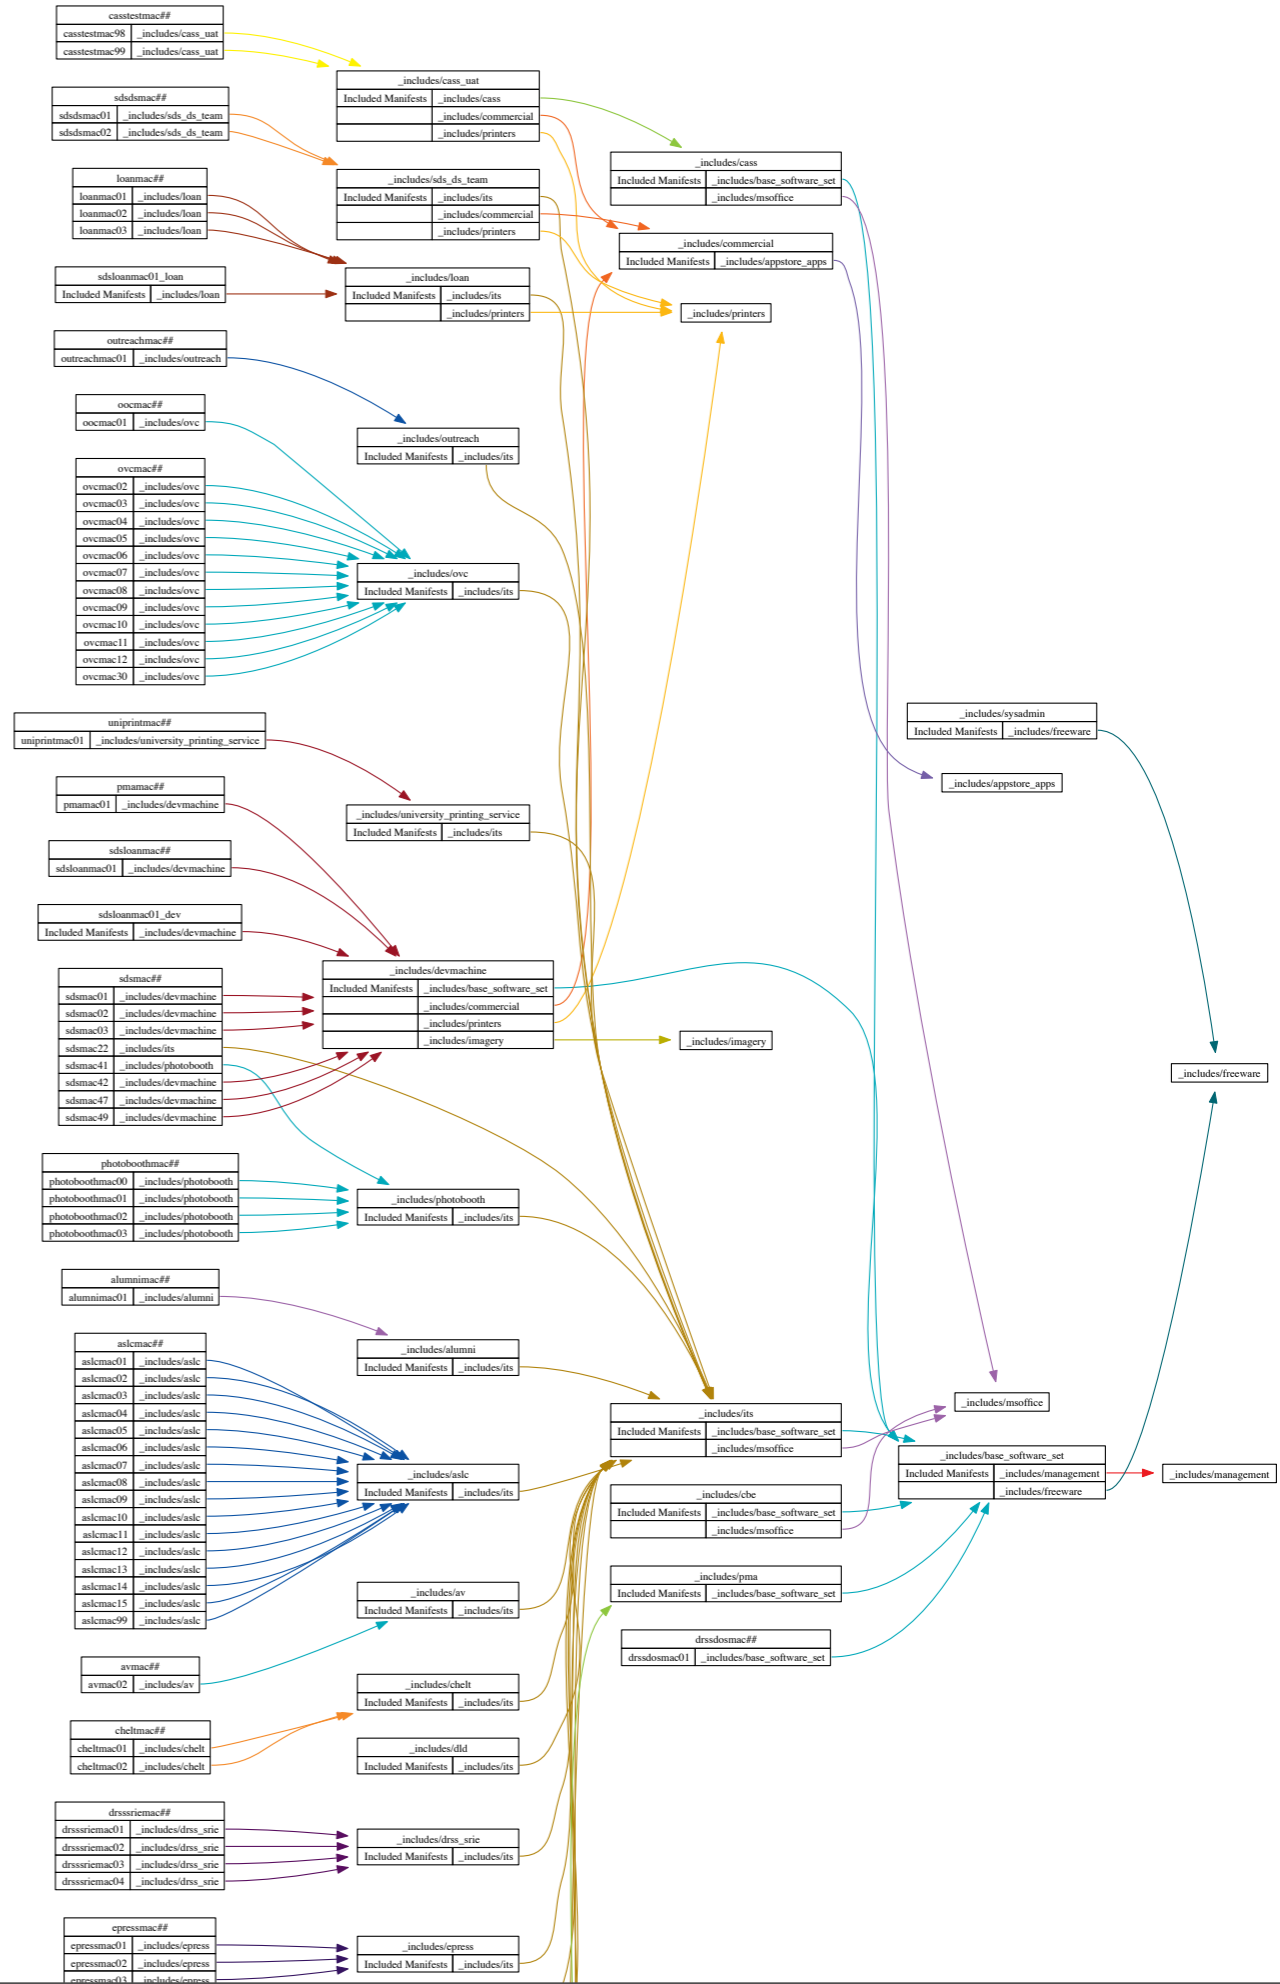 casstestmac##
casstestmac98 _includes/cass_uat
casstestmac99 _includes/cass_uat
sdsdsmac##
sdsdsmac01 _includes/sds_ds_team
sdsdsmac02 _includes/sds_ds_team
loanmac##
loanmac01 _includes/loan
loanmac02 _includes/loan
loanmac03 _includes/loan
sdsloanmac01_loan
Included Manifests _includes/loan
outreachmac##
outreachmac01 _includes/outreach
oocmac##
oocmac01 _includes/ovc
ovcmac##
ovcmac02 _includes/ovc
ovcmac03 _includes/ovc
ovcmac04 _includes/ovc
ovcmac05 _includes/ovc
ovcmac06 _includes/ovc
ovcmac07 _includes/ovc
ovcmac08 _includes/ovc
ovcmac09 _includes/ovc
ovcmac10 _includes/ovc
ovcmac11 _includes/ovc
ovcmac12 _includes/ovc
ovcmac30 _includes/ovc
uniprintmac##
uniprintmac01 _includes/university_printing_service
pmamac##
pmamac01 _includes/devmachine
sdsloanmac##
sdsloanmac01 _includes/devmachine
sdsloanmac01_dev
Included Manifests _includes/devmachine
sdsmac##
sdsmac01 _includes/devmachine
sdsmac02 _includes/devmachine
sdsmac03 _includes/devmachine
sdsmac22 _includes/its
sdsmac41 _includes/photobooth
sdsmac42 _includes/devmachine
sdsmac47 _includes/devmachine
sdsmac49 _includes/devmachine
photoboothmac##
photoboothmac00 _includes/photobooth
photoboothmac01 _includes/photobooth
photoboothmac02 _includes/photobooth
photoboothmac03 _includes/photobooth
alumnimac##
alumnimac01 _includes/alumni
aslcmac##
aslcmac01 _includes/aslc
aslcmac02 _includes/aslc
aslcmac03 _includes/aslc
aslcmac04 _includes/aslc
aslcmac05 _includes/aslc
aslcmac06 _includes/aslc
aslcmac07 _includes/aslc
aslcmac08 _includes/aslc
aslcmac09 _includes/aslc
aslcmac10 _includes/aslc
aslcmac11 _includes/aslc
aslcmac12 _includes/aslc
aslcmac13 _includes/aslc
aslcmac14 _includes/aslc
aslcmac15 _includes/aslc
aslcmac99 _includes/aslc
avmac##
avmac02 _includes/av
cheltmac##
cheltmac01 _includes/chelt
cheltmac02 _includes/chelt
drsssriemac##
drsssriemac01 _includes/drss_srie
drsssriemac02 _includes/drss_srie
drsssriemac03 _includes/drss_srie
drsssriemac04 _includes/drss_srie
epressmac##
epressmac01 _includes/epress
epressmac02 _includes/epress
epressmac03 _includes/epress
_includes/cass_uat
Included Manifests _includes/cass
_includes/commercial
_includes/printers
_includes/sds_ds_team
Included Manifests _includes/its
_includes/commercial
_includes/printers
_includes/loan
Included Manifests _includes/its
_includes/printers
_includes/outreach
Included Manifests _includes/its
_includes/ovc
Included Manifests _includes/its
_includes/university_printing_service
Included Manifests _includes/its
_includes/devmachine
Included Manifests _includes/base_software_set
_includes/commercial
_includes/printers
_includes/imagery
_includes/photobooth
Included Manifests _includes/its
_includes/alumni
Included Manifests _includes/its
_includes/aslc
Included Manifests _includes/its
_includes/av
Included Manifests _includes/its
_includes/chelt
Included Manifests _includes/its
_includes/dld
Included Manifests _includes/its
_includes/drss_srie
Included Manifests _includes/its
_includes/epress
Included Manifests _includes/its
_includes/cass
Included Manifests _includes/base_software_set
_includes/msoffice
_includes/commercial
Included Manifests _includes/appstore_apps
_includes/printers
_includes/imagery
_includes/its
Included Manifests _includes/base_software_set
_includes/msoffice
_includes/cbe
Included Manifests _includes/base_software_set
_includes/msoffice
_includes/pma
Included Manifests _includes/base_software_set
drssdosmac##
drssdosmac01 _includes/base_software_set
_includes/sysadmin
Included Manifests _includes/freeware
_includes/appstore_apps
_includes/msoffice
_includes/base_software_set
Included Manifests _includes/management
_includes/freeware
_includes/freeware
_includes/management